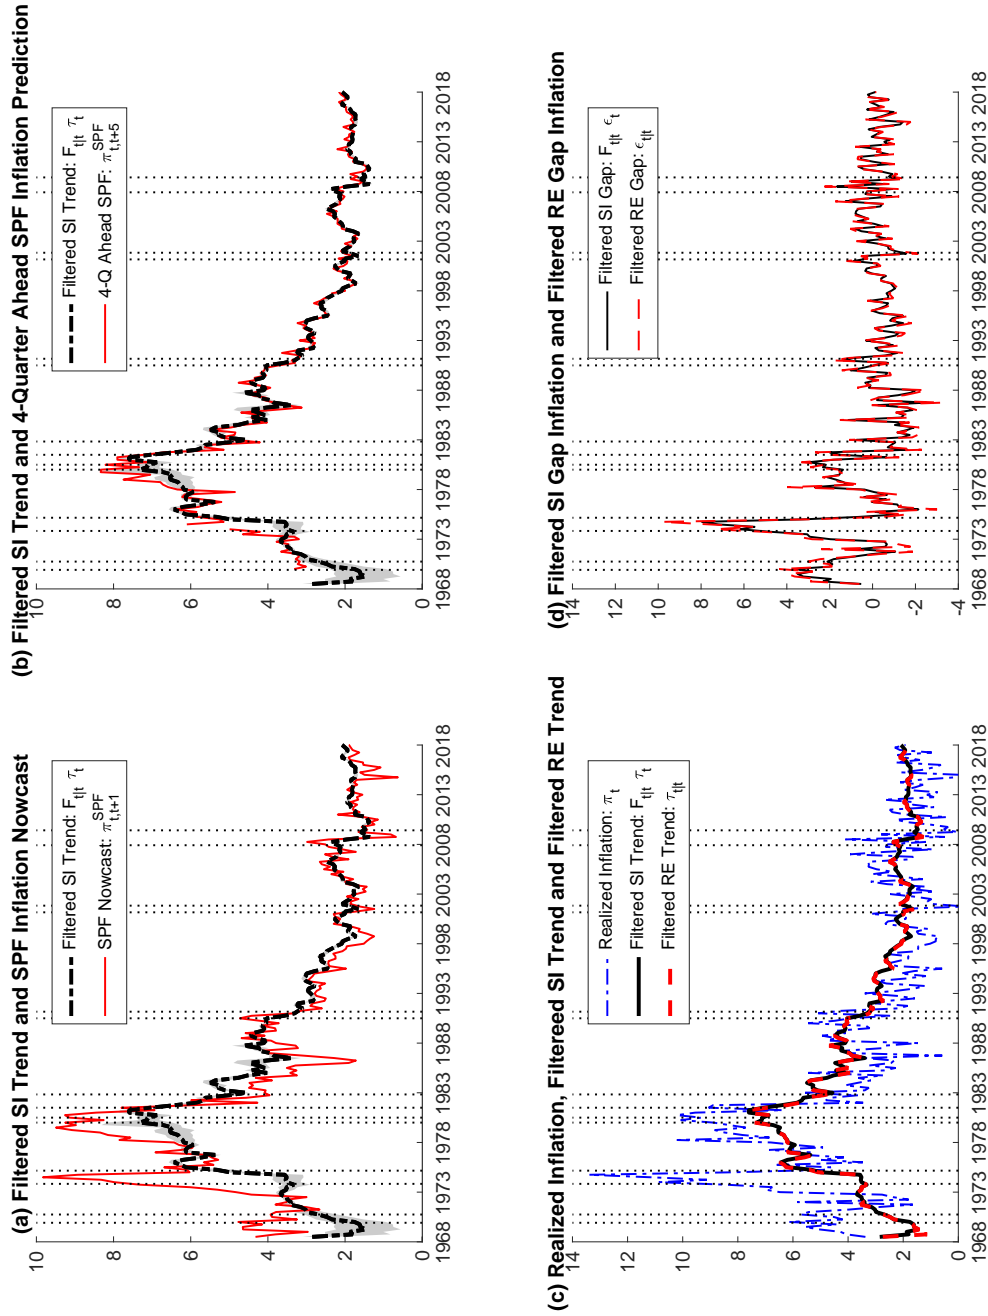 (a) Filtered SI Trend and SPF Inflation Nowcast
10
8
6
4
2
0
1968 1973 1978 1983 1988 1993 1998 2003 2008 2013 2018
Filtered SI Trend: F_{t|t} τ_t
SPF Nowcast: π_{t,t+1}^{SPF}
(b) Filtered SI Trend and 4-Quarter Ahead SPF Inflation Prediction
10
8
6
4
2
0
1968 1973 1978 1983 1988 1993 1998 2003 2008 2013 2018
Filtered SI Trend: F_{t|t} τ_t
4-Q Ahead SPF: π_{t,t+5}^{SPF}
(c) Realized Inflation, Filtereed SI Trend and Filtered RE Trend
14
12
10
8
6
4
2
0
1968 1973 1978 1983 1988 1993 1998 2003 2008 2013 2018
Realized Inflation: π_t
Filtered SI Trend: F_{t|t} τ_t
Filtered RE Trend: τ_{t|t}
(d) Filtered SI Gap Inflation and Filtered RE Gap Inflation
14
12
10
8
6
4
2
0
-2
-4
1968 1973 1978 1983 1988 1993 1998 2003 2008 2013 2018
Filtered SI Gap: F_{t|t} ϵ_t
Filtered RE Gap: ϵ_{t|t}